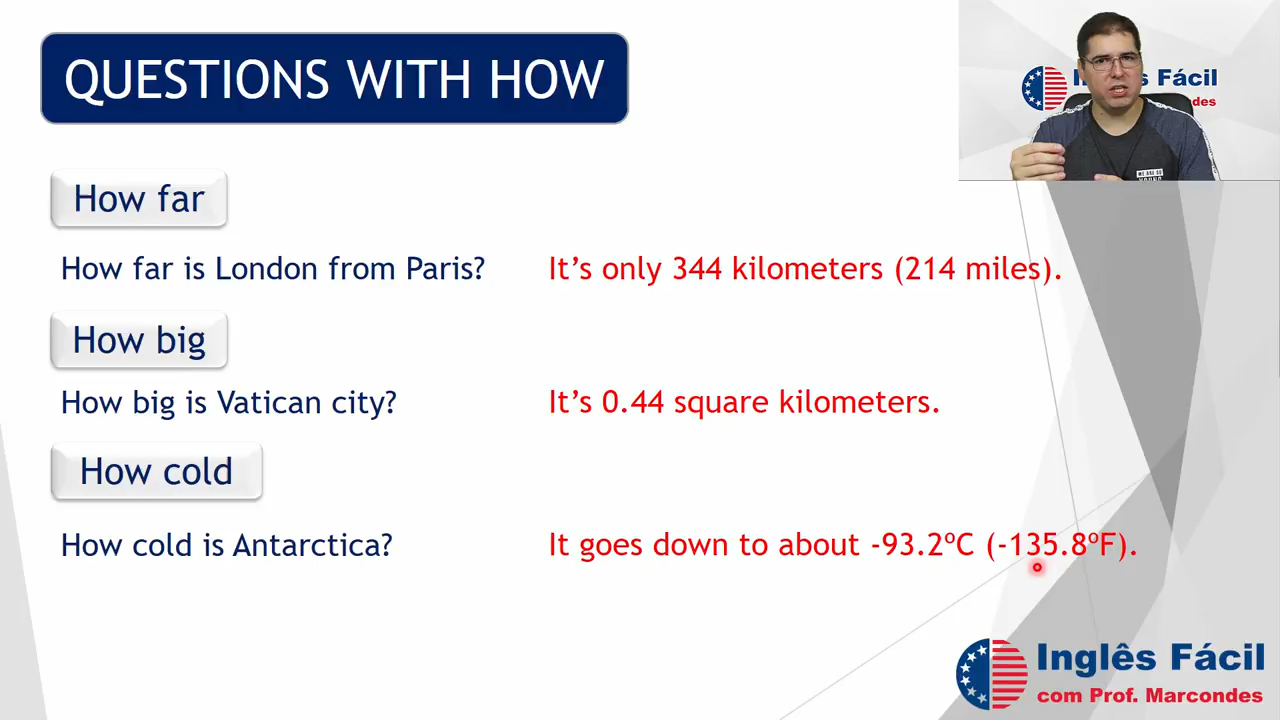 QUESTIONS WITH HOW
Inglês Fácil
How far
How far is London from Paris? It's only 344 kilometers (214 miles).
How big
How big is Vatican city? It's 0.44 square kilometers.
How cold
How cold is Antarctica? It goes down to about -93.2ºC (-135.8ºF).
Inglês Fácil
com Prof. Marcondes